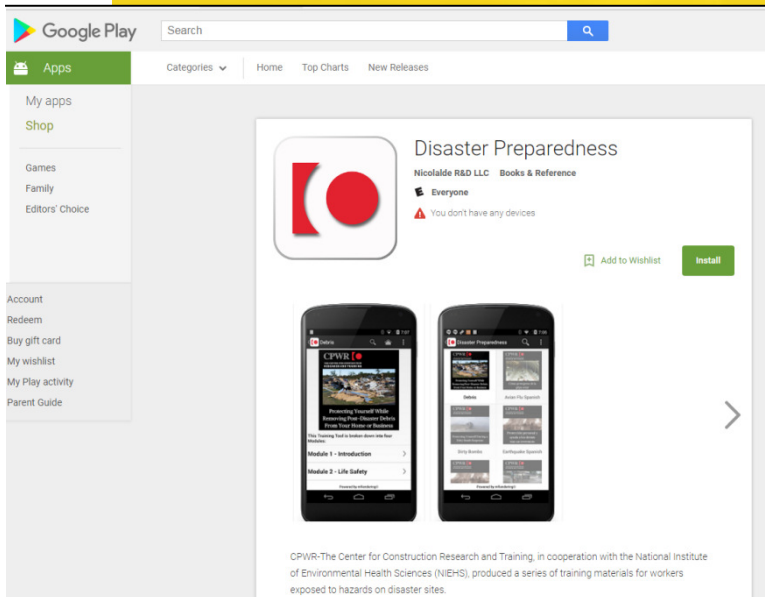 Google Play
Search
Apps
Categories
Home
Top Charts
New Releases
My apps
Shop
Games
Family
Editors' Choice
Account
Redeem
Buy gift card
My wishlist
My Play activity
Parent Guide
Disaster Preparedness
Nicolalde R&D LLC Books & Reference
Everyone
You don't have any devices
Add to Wishlist
Install
Debris
CPWR
Protecting Yourself While
Removing Post-Disaster Debris
From Your Home or Business
This Training Tool is broken down into four
Modules:
Module 1 - Introduction
Module 2 - Life Safety
Disaster Preparedness
Debris
Asian Flu Spanish
Dirty Bombs
Earthquake Spanish
CPWR-The Center for Construction Research and Training, in cooperation with the National Institute
of Environmental Health Sciences (NIEHS), produced a series of training materials for workers
exposed to hazards on disaster sites.